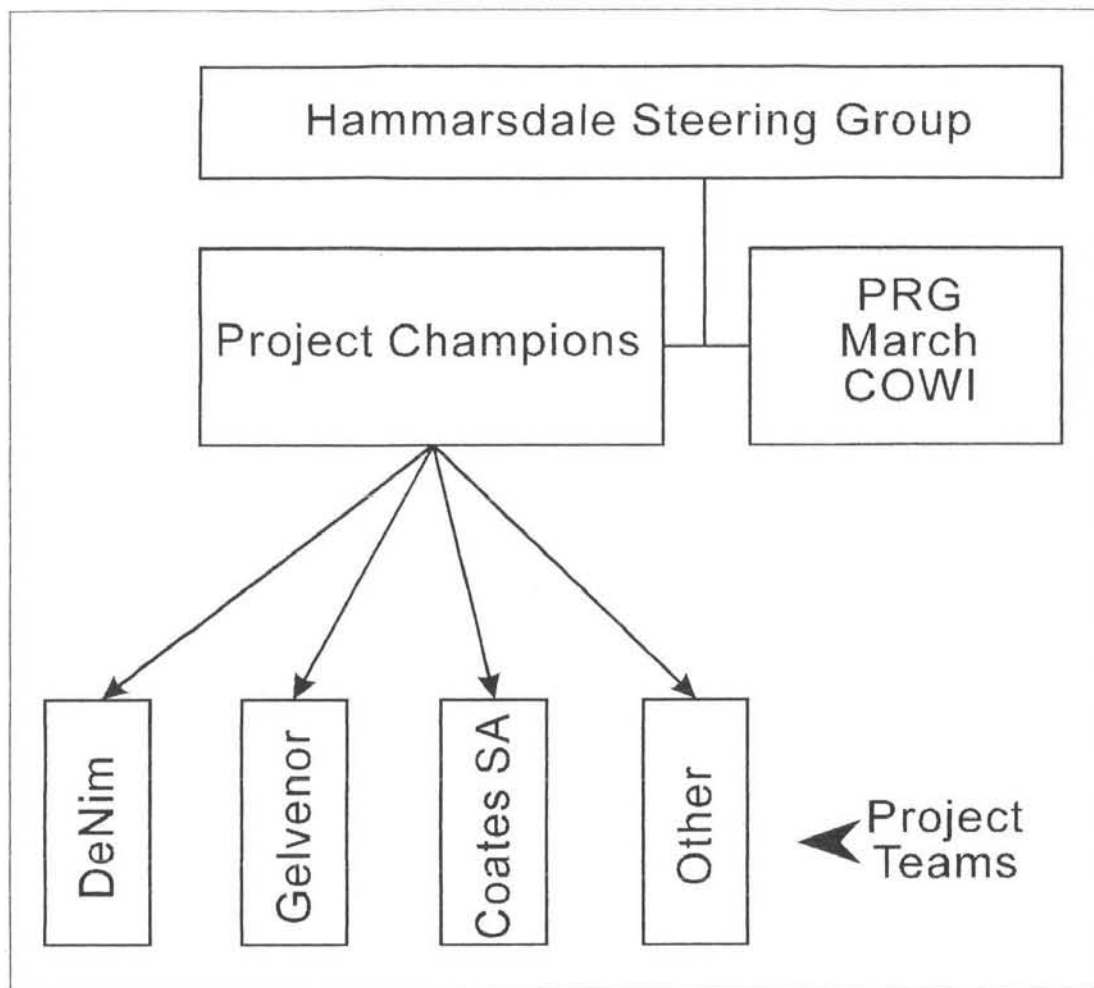 Hammarsdale Steering Group
Project Champions
PRG
March
COWI
DeNim
Gelvenor
Coates SA
Other
Project
Teams